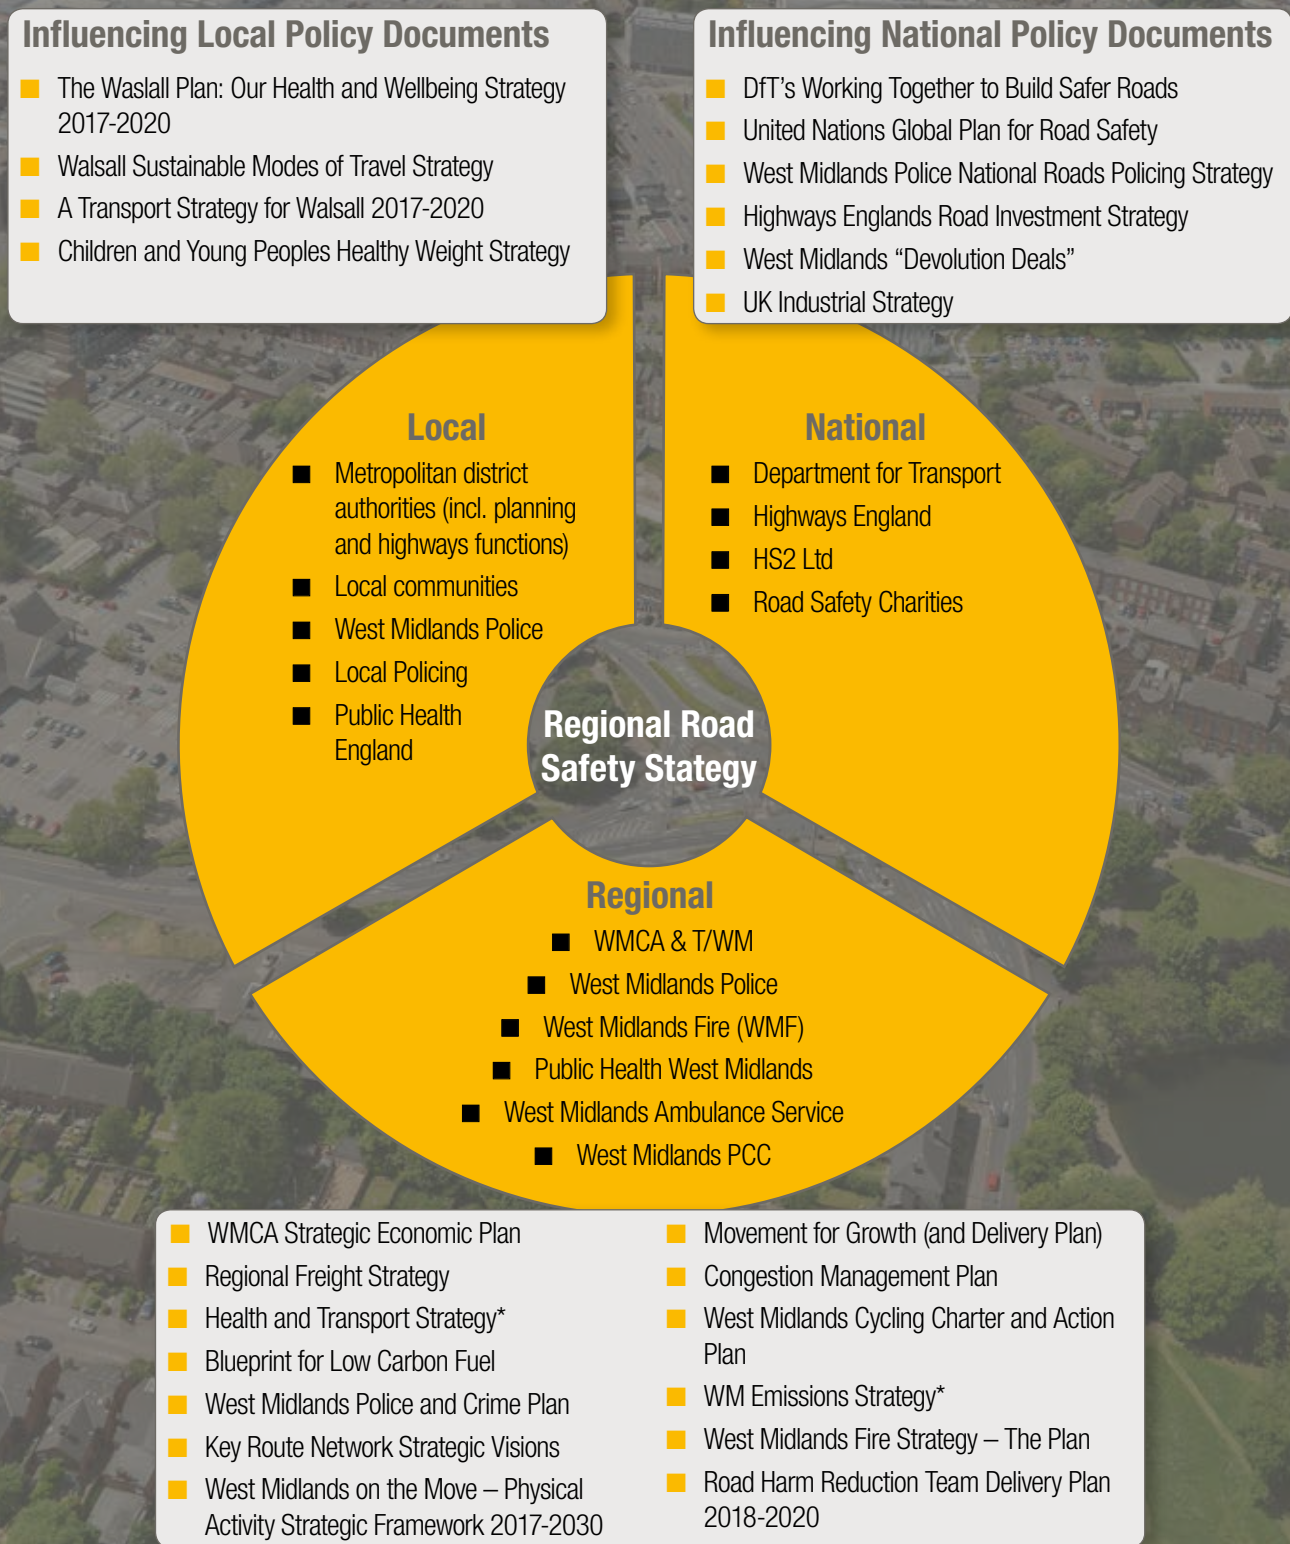 Influencing Local Policy Documents
The Waslall Plan: Our Health and Wellbeing Strategy
2017-2020
Walsall Sustainable Modes of Travel Strategy
A Transport Strategy for Walsall 2017-2020
Children and Young Peoples Healthy Weight Strategy
Influencing National Policy Documents
DfT's Working Together to Build Safer Roads
United Nations Global Plan for Road Safety
West Midlands Police National Roads Policing Strategy
Highways Englands Road Investment Strategy
West Midlands “Devolution Deals”
UK Industrial Strategy
Local
Metropolitan district
authorities (incl. planning
and highways functions)
Local communities
West Midlands Police
Local Policing
Public Health
England
National
Department for Transport
Highways England
HS2 Ltd
Road Safety Charities
Regional Road
Safety Stategy
Regional
WMCA & T/WM
West Midlands Police
West Midlands Fire (WMF)
Public Health West Midlands
West Midlands Ambulance Service
West Midlands PCC
WMCA Strategic Economic Plan
Regional Freight Strategy
Health and Transport Strategy*
Blueprint for Low Carbon Fuel
West Midlands Police and Crime Plan
Key Route Network Strategic Visions
West Midlands on the Move – Physical
Activity Strategic Framework 2017-2030
Movement for Growth (and Delivery Plan)
Congestion Management Plan
West Midlands Cycling Charter and Action
Plan
WM Emissions Strategy*
West Midlands Fire Strategy – The Plan
Road Harm Reduction Team Delivery Plan
2018-2020